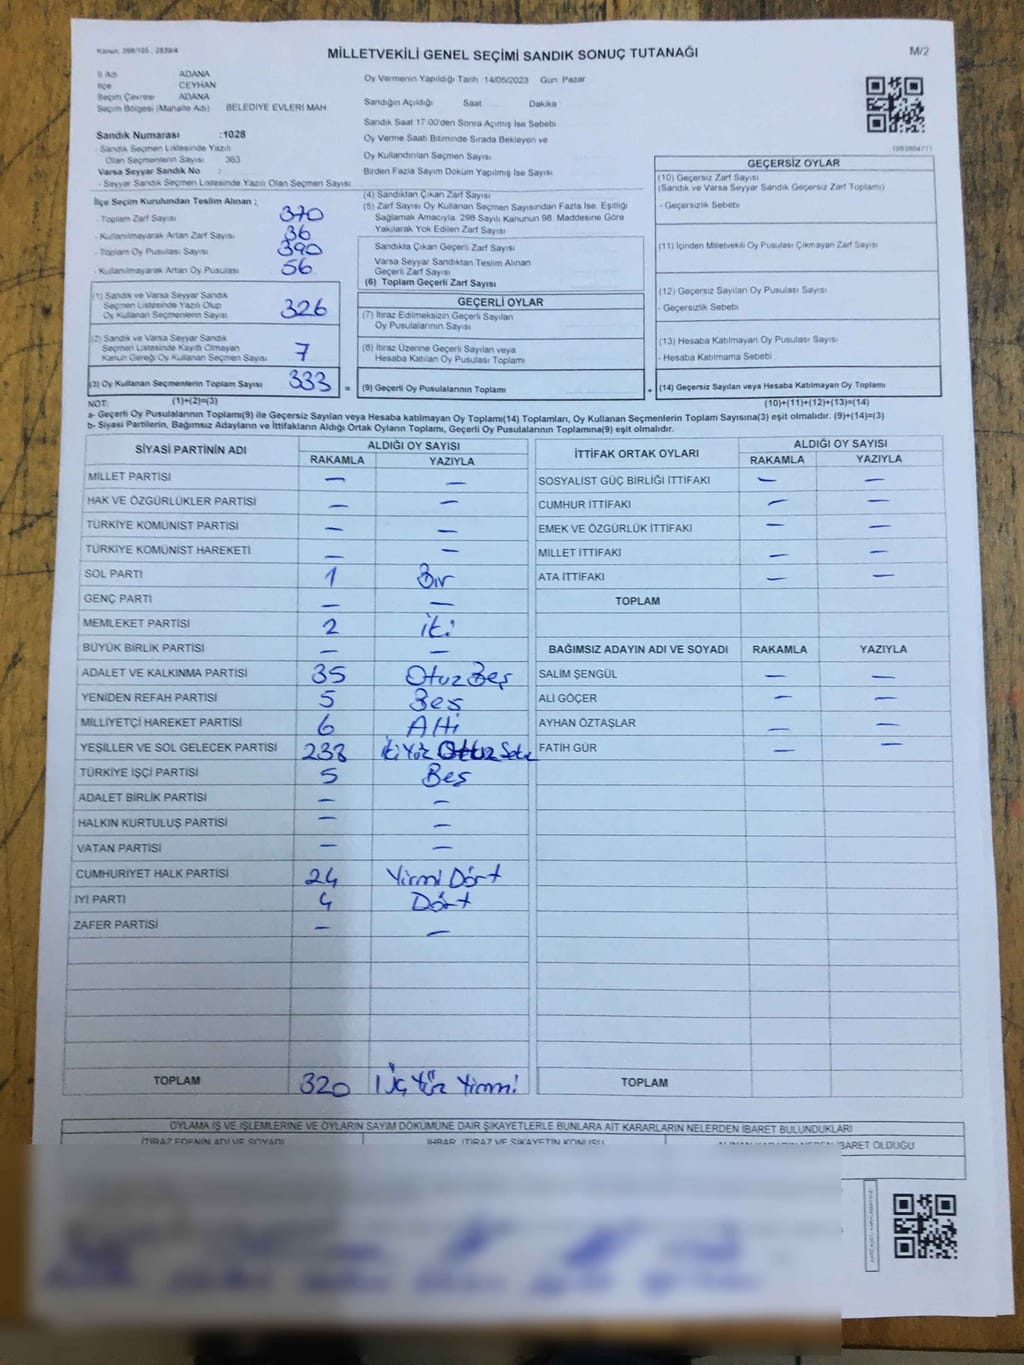 Kanun: 298/105 , 2839/4
MİLLETVEKİLİ GENEL SEÇİMİ SANDIK SONUÇ TUTANAĞI
M/2
İl Adı ADANA
İlçe CEYHAN
Seçim Çevresi ADANA
Seçim Bölgesi (Mahalle Adı) BELEDİYE EVLERİ MAH
Sandık Numarası :1028
- Sandık Seçmen Listesinde Yazılı
Olan Seçmenlerin Sayısı 363
Varsa Seyyar Sandık No :
- Seyyar Sandık Seçmen Listesinde Yazılı Olan Seçmen Sayısı
Oy Vermenin Yapıldığı Tarih 14/05/2023 Gün Pazar
Sandığın Açıldığı Saat Dakika
Sandık Saat 17:00'den Sonra Açımış İse Sebebi
Oy Verme Saati Bitiminde Sırada Bekleyen ve
Oy Kullandırılan Seçmen Sayısı
Birden Fazla Sayım Döküm Yapılmış İse Sayısı
İlçe Seçim Kurulundan Teslim Alınan ;
- Toplam Zarf Sayısı 370
- Kullanılmayarak Artan Zarf Sayısı 36
- Toplam Oy Pusulası Sayısı 390
- Kullanılmayarak Artan Oy Pusulası 56
(1) Sandık ve Varsa Seyyar Sandık
Seçmen Listesinde Yazılı Olup
Oy Kullanan Seçmenlerin Sayısı 326
(2) Sandık ve Varsa Seyyar Sandık
Seçmen Listesinde Kayıtlı Olmayan
Kanun Gereği Oy Kullanan Seçmen Sayısı 7
(3) Oy Kullanan Seçmenlerin Toplam Sayısı 333 =
(4) Sandıktan Çıkan Zarf Sayısı
(5) Zarf Sayısı Oy Kullanan Seçmen Sayısından Fazla İse, Eşitliği
Sağlamak Amacıyla, 298 Sayılı Kanunun 98. Maddesine Göre
Yakılarak Yok Edilen Zarf Sayısı
Sandıkta Çıkan Geçerli Zarf Sayısı
Varsa Seyyar Sandıktan Teslim Alınan
Geçerli Zarf Sayısı
(6) Toplam Geçerli Zarf Sayısı
GEÇERLİ OYLAR
(7) İtiraz Edilmeksizin Geçerli Sayılan
Oy Pusulalarının Sayısı
(8) İtiraz Üzerine Geçerli Sayılan veya
Hesaba Katılan Oy Pusulası Toplamı
(9) Geçerli Oy Pusulalarının Toplamı +
GEÇERSİZ OYLAR
(10) Geçersiz Zarf Sayısı
(Sandık ve Varsa Seyyar Sandık Geçersiz Zarf Toplamı)
- Geçersizlik Sebebi
(11) İçinden Milletvekili Oy Pusulası Çıkmayan Zarf Sayısı
(12) Geçersiz Sayılan Oy Pusulası Sayısı
- Geçersizlik Sebebi
(13) Hesaba Katılmayan Oy Pusulası Sayısı
- Hesaba Katılmama Sebebi
(14) Geçersiz Sayılan veya Hesaba Katılmayan Oy Toplamı
NOT: (1)+(2)=(3) (10)+(11)+(12)+(13)=(14)
a- Geçerli Oy Pusulalarının Toplamı(9) ile Geçersiz Sayılan veya Hesaba katılmayan Oy Toplamı(14) Toplamları, Oy Kullanan Seçmenlerin Toplam Sayısına(3) eşit olmalıdır. (9)+(14)=(3)
b- Siyasi Partilerin, Bağımsız Adayların ve İttifakların Aldığı Ortak Oyların Toplamı, Geçerli Oy Pusulalarının Toplamına(9) eşit olmalıdır.
SİYASİ PARTİNİN ADI ALDIĞI OY SAYISI
RAKAMLA YAZIYLA
MİLLET PARTİSİ — —
HAK VE ÖZGÜRLÜKLER PARTİSİ — —
TÜRKİYE KOMÜNİST PARTİSİ — —
TÜRKİYE KOMÜNİST HAREKETİ — —
SOL PARTİ 1 Bir
GENÇ PARTİ — —
MEMLEKET PARTİSİ 2 İki
BÜYÜK BİRLİK PARTİSİ — —
ADALET VE KALKINMA PARTİSİ 35 Otuz Beş
YENİDEN REFAH PARTİSİ 5 Beş
MİLLİYETÇİ HAREKET PARTİSİ 6 Altı
YEŞİLLER VE SOL GELECEK PARTİSİ 238 İki Yüz Otuz Sekiz
TÜRKİYE İŞÇİ PARTİSİ 5 Beş
ADALET BİRLİK PARTİSİ — —
HALKIN KURTULUŞ PARTİSİ — —
VATAN PARTİSİ — —
CUMHURİYET HALK PARTİSİ 24 Yirmi Dört
İYİ PARTİ 4 Dört
ZAFER PARTİSİ — —
TOPLAM 320 Üç Yüz Yirmi
İTTİFAK ORTAK OYLARI ALDIĞI OY SAYISI
RAKAMLA YAZIYLA
SOSYALİST GÜÇ BİRLİĞİ İTTİFAKI — —
CUMHUR İTTİFAKI — —
EMEK VE ÖZGÜRLÜK İTTİFAKI — —
MİLLET İTTİFAKI — —
ATA İTTİFAKI — —
TOPLAM
BAĞIMSIZ ADAYIN ADI VE SOYADI RAKAMLA YAZIYLA
SALİM ŞENGÜL — —
ALİ GÖÇER — —
AYHAN ÖZTAŞLAR — —
FATİH GÜR — —
TOPLAM
OYLAMA İŞ VE İŞLEMLERİNE VE OYLARIN SAYIM DÖKÜMÜNE DAİR ŞİKAYETLERLE BUNLARA AİT KARARLARIN NELERDEN İBARET BULUNDUKLARI
İTİRAZ EDENİN ADI VE SOYADI İHBAR, İTİRAZ VE ŞİKAYETİN KONUSU İBARET OLDUĞU